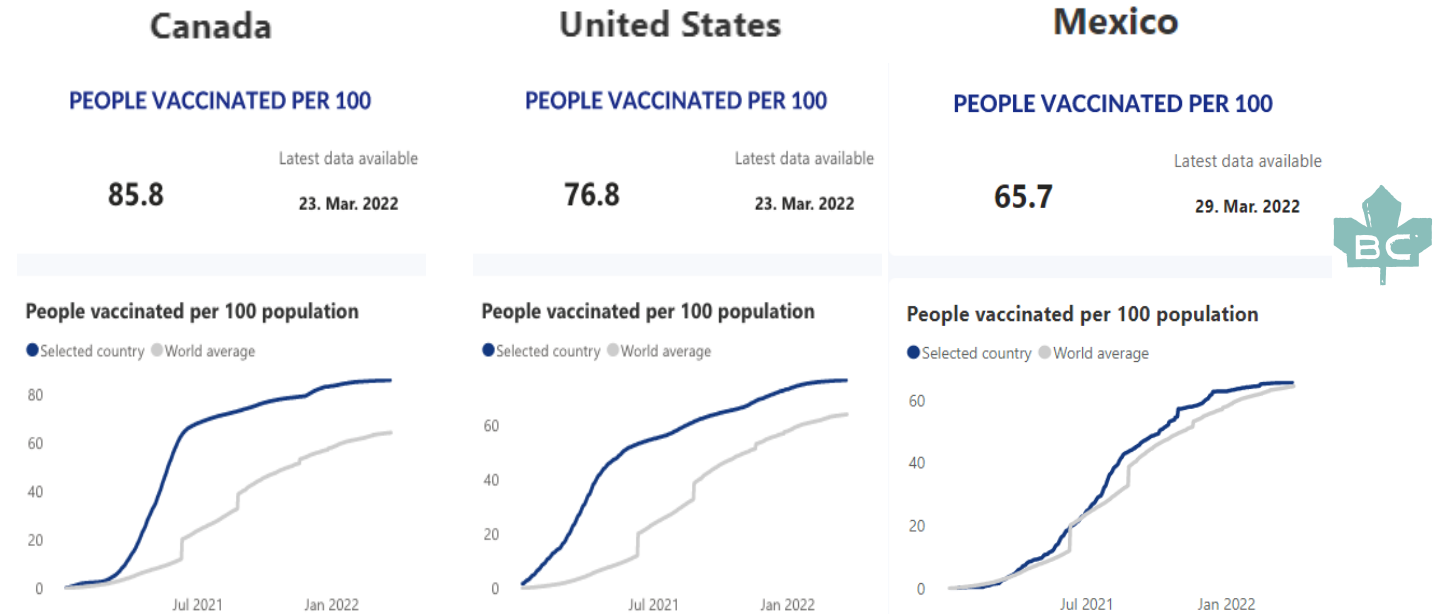 Canada
PEOPLE VACCINATED PER 100
Latest data available
85.8
23. Mar. 2022
People vaccinated per 100 population
Selected country World average
80
60
40
20
0
Jul 2021 Jan 2022
United States
PEOPLE VACCINATED PER 100
Latest data available
76.8
23. Mar. 2022
People vaccinated per 100 population
Selected country World average
60
40
20
0
Jul 2021 Jan 2022
Mexico
PEOPLE VACCINATED PER 100
Latest data available
65.7
29. Mar. 2022
People vaccinated per 100 population
Selected country World average
60
40
20
0
Jul 2021 Jan 2022
BC